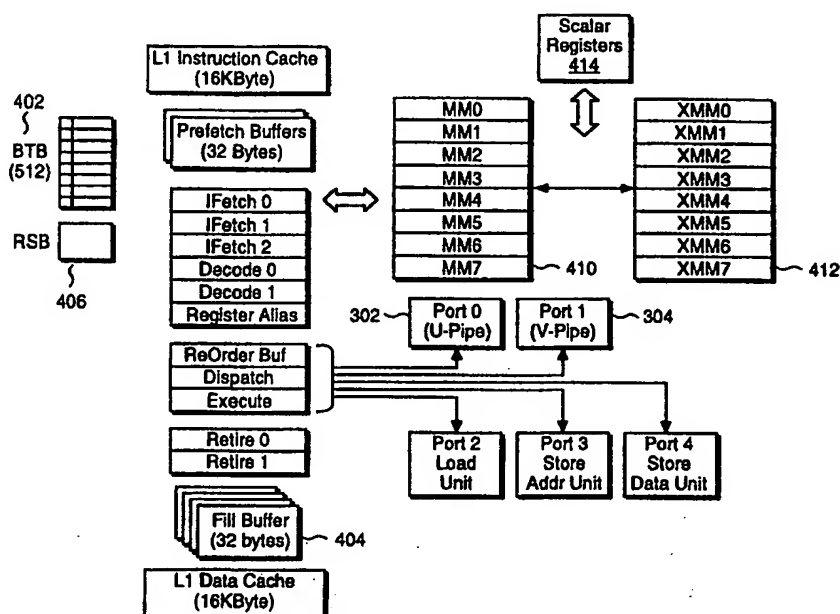 Scalar
Registers
414
L1 Instruction Cache
(16KByte)
402
BTB
(512)
RSB
406
Prefetch Buffers
(32 Bytes)
IFetch 0
IFetch 1
IFetch 2
Decode 0
Decode 1
Register Alias
ReOrder Buf
Dispatch
Execute
Retire 0
Retire 1
Fill Buffer
(32 bytes)
404
L1 Data Cache
(16KByte)
MM0
MM1
MM2
MM3
MM4
MM5
MM6
MM7
410
XMM0
XMM1
XMM2
XMM3
XMM4
XMM5
XMM6
XMM7
412
302
Port 0
(U-Pipe)
Port 1
(V-Pipe)
304
Port 2
Load
Unit
Port 3
Store
Addr Unit
Port 4
Store
Data Unit